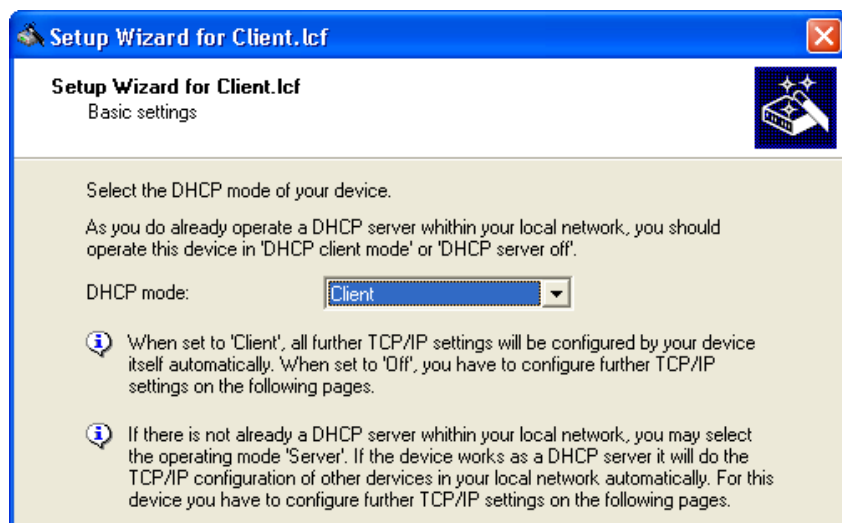 Setup Wizard for Client.lcf
Setup Wizard for Client.lcf
Basic settings
Select the DHCP mode of your device.
As you do already operate a DHCP server whithin your local network, you should
operate this device in 'DHCP client mode' or 'DHCP server off'.
DHCP mode:
Client
When set to 'Client', all further TCP/IP settings will be configured by your device
itself automatically. When set to 'Off', you have to configure further TCP/IP
settings on the following pages.
If there is not already a DHCP server whithin your local network, you may select
the operating mode 'Server'. If the device works as a DHCP server it will do the
TCP/IP configuration of other dervices in your local network automatically. For this
device you have to configure further TCP/IP settings on the following pages.